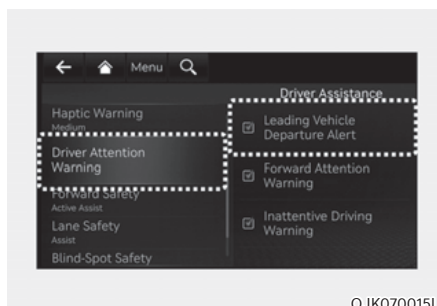 Menu
Driver Assistance
Haptic Warning
Medium
Driver Attention
Warning
Forward Safety
Active Assist
Lane Safety
Assist
Blind-Spot Safety
Leading Vehicle
Departure Alert
Forward Attention
Warning
Inattentive Driving
Warning